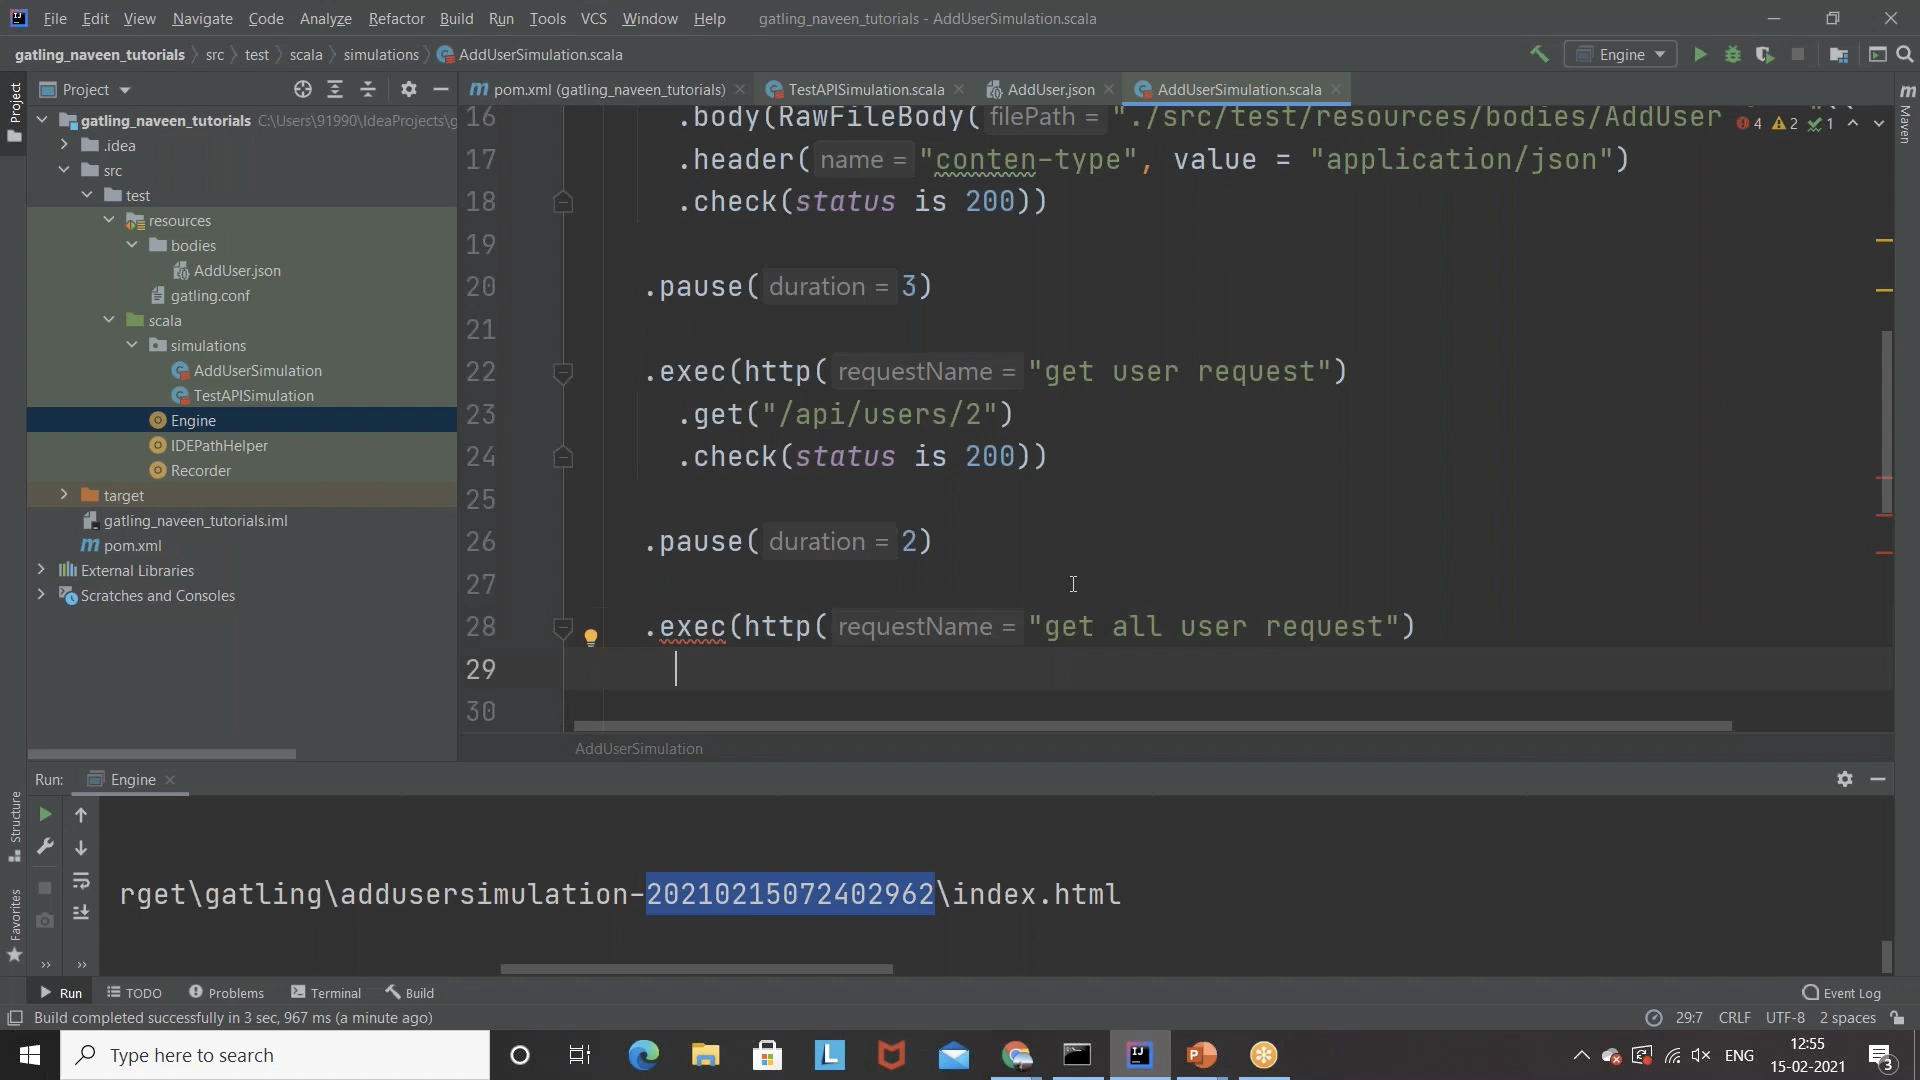 File Edit View Navigate Code Analyze Refactor Build Run Tools VCS Window Help gatling_naveen_tutorials - AddUserSimulation.scala
gatling_naveen_tutorials src test scala simulations AddUserSimulation.scala Engine
Project
Project
pom.xml (gatling_naveen_tutorials) TestAPISimulation.scala AddUser.json AddUserSimulation.scala
Maven
gatling_naveen_tutorials C:\Users\91990\IdeaProjects\g
.idea
src
test
resources
bodies
AddUser.json
gatling.conf
scala
simulations
AddUserSimulation
TestAPISimulation
Engine
IDEPathHelper
Recorder
target
gatling_naveen_tutorials.iml
pom.xml
External Libraries
Scratches and Consoles
16 .body(RawFileBody( filePath = "./src/test/resources/bodies/AddUser 4 2 1
17 .header( name = "conten-type", value = "application/json")
18 .check(status is 200))
19
20 .pause( duration = 3)
21
22 .exec(http( requestName = "get user request")
23 .get("/api/users/2")
24 .check(status is 200))
25
26 .pause( duration = 2)
27
28 .exec(http( requestName = "get all user request")
29
30
AddUserSimulation
Run: Engine
Structure
Favorites
rget\gatling\addusersimulation-20210215072402962\index.html
Run TODO Problems Terminal Build Event Log
Build completed successfully in 3 sec, 967 ms (a minute ago) 29:7 CRLF UTF-8 2 spaces
Type here to search
ENG
12:55
15-02-2021
3